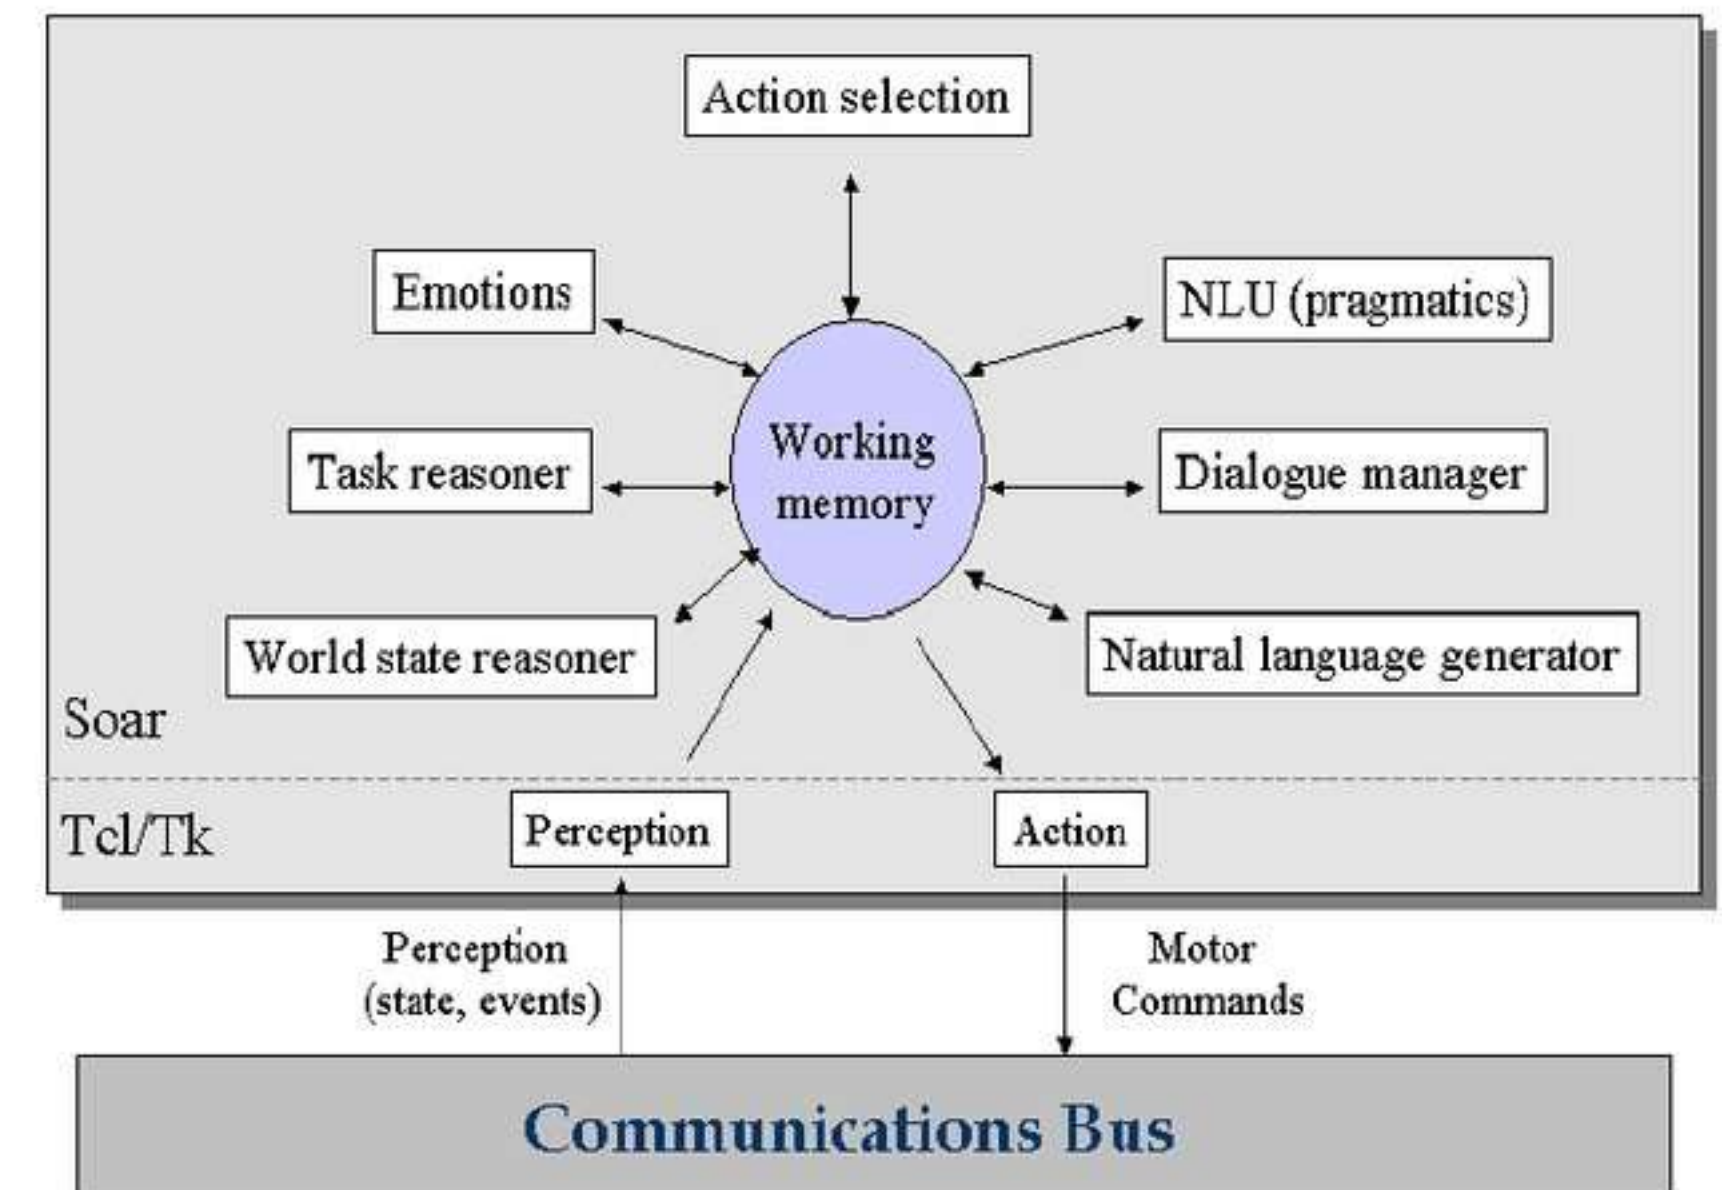 Action selection
Emotions
NLU (pragmatics)
Working
memory
Task reasoner
Dialogue manager
World state reasoner
Natural language generator
Soar
Tcl/Tk
Perception
Action
Perception
(state, events)
Motor
Commands
Communications Bus